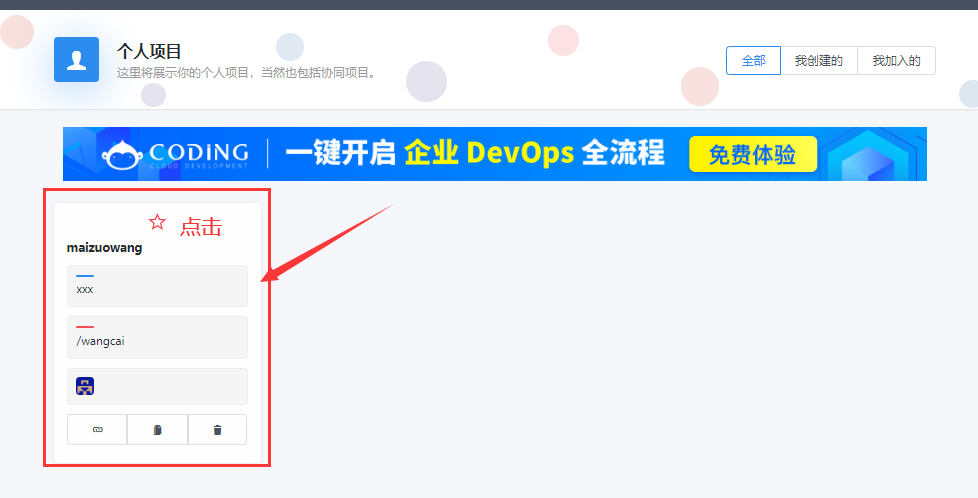 个人项目
这里将展示你的个人项目，当然也包括协同项目。
全部 我创建的 我加入的
CODING
CLOUD DEVELOPMENT
一键开启 企业 DevOps 全流程
免费体验
点击
maizuowang
xxx
/wangcai